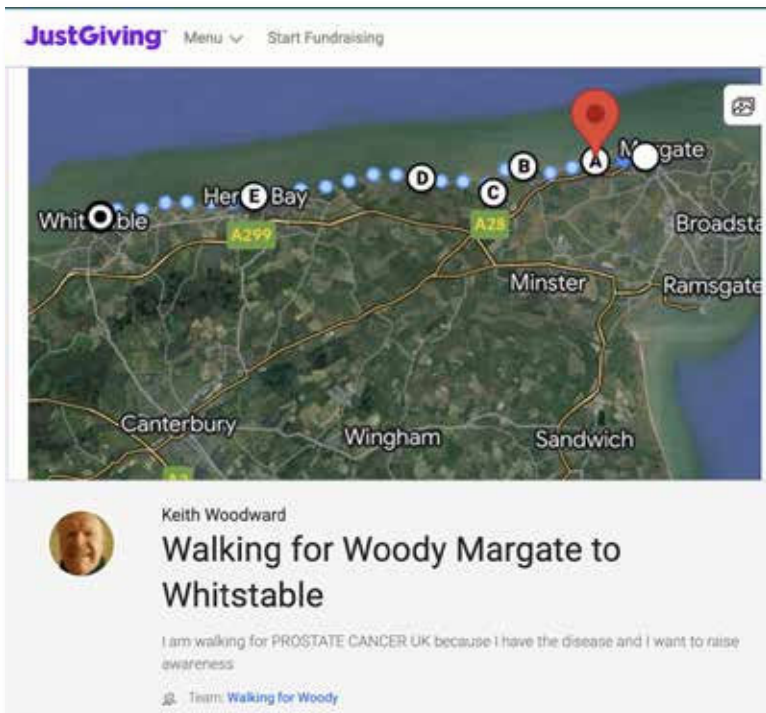 JustGiving Menu Start Fundraising
Margate
A
B
D
C
Herne Bay
E
Whitstable
A299
A28
Broadsta
Minster
Ramsgate
Canterbury
Wingham
Sandwich
Keith Woodward
Walking for Woody Margate to
Whitstable
I am walking for PROSTATE CANCER UK because I have the disease and I want to raise
awareness
Team: Walking for Woody